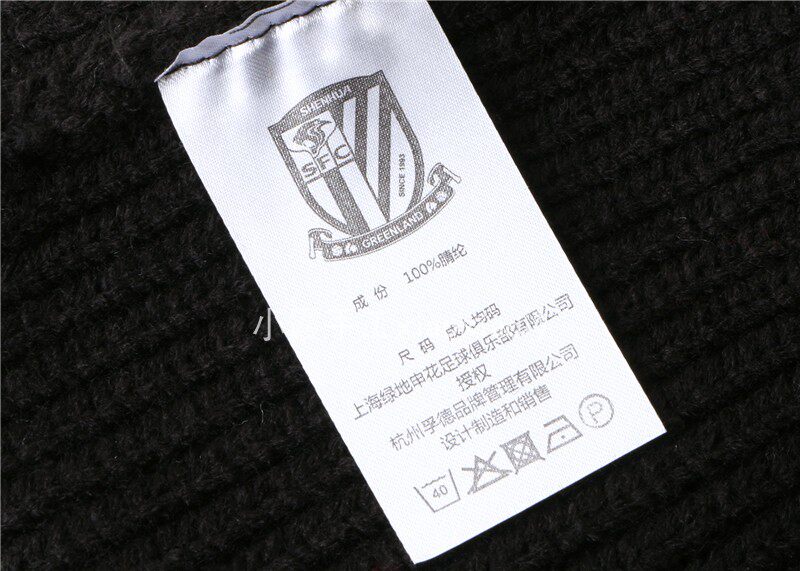 SHENHUA
SFC
SINCE 1993
GREENLAND
成份 100%腈纶
尺码 成人均码
上海绿地申花足球俱乐部有限公司
授权
杭州孚德品牌管理有限公司
设计制造和销售
40
P
小